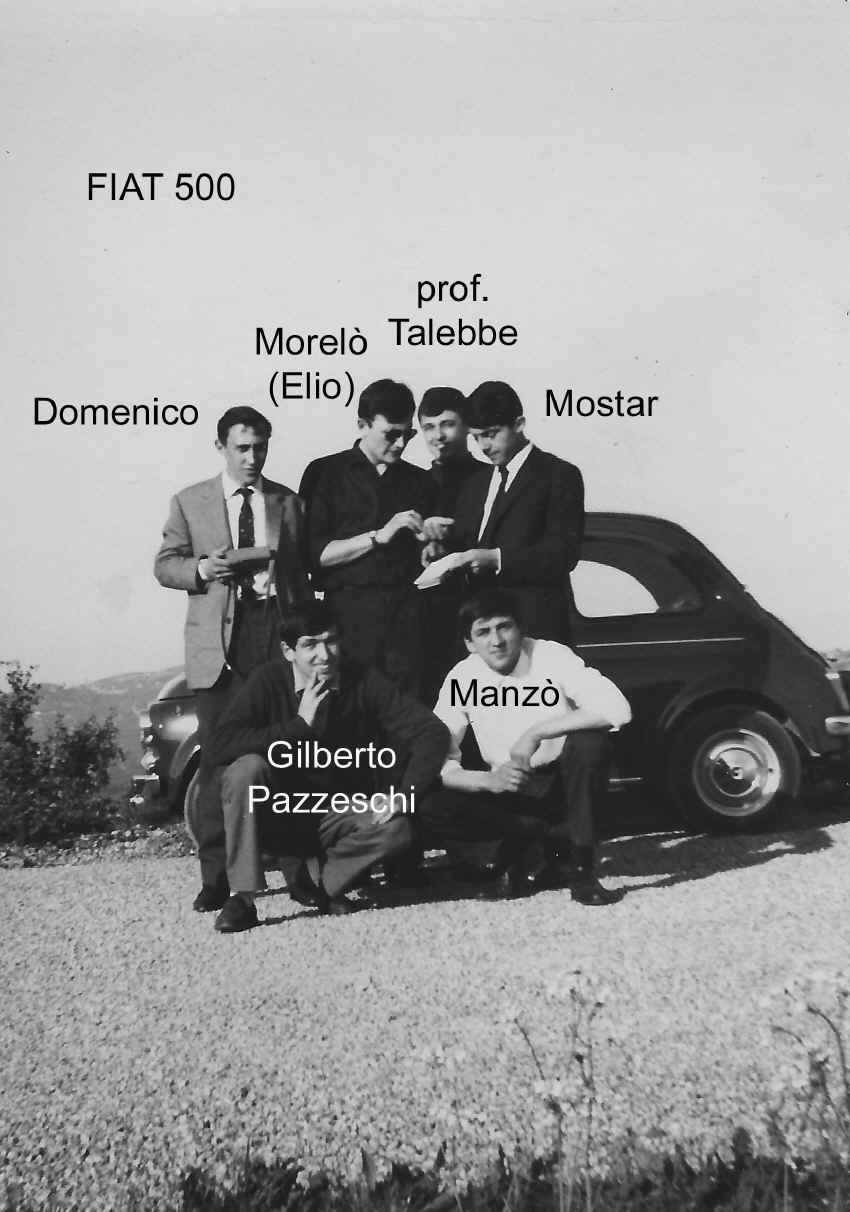 FIAT 500
prof.
Talebbe
Morelò
(Elio)
Domenico
Mostar
Manzò
Gilberto
Pazzeschi